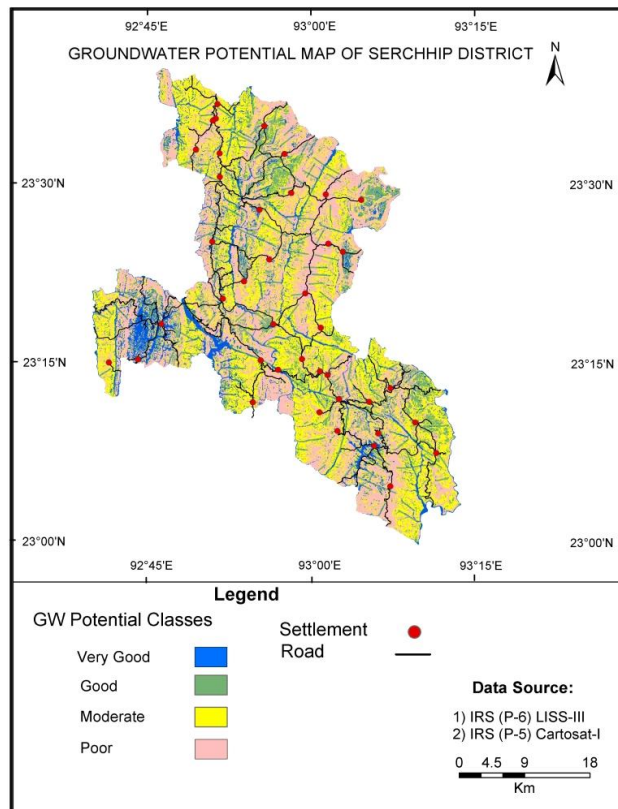 92°45'E 93°00'E 93°15'E
GROUNDWATER POTENTIAL MAP OF SERCHHIP DISTRICT
N
23°30'N 23°30'N
23°15'N 23°15'N
23°00'N 23°00'N
92°45'E 93°00'E 93°15'E
Legend
GW Potential Classes
Very Good
Good
Moderate
Poor
Settlement
Road
Data Source:
1) IRS (P-6) LISS-III
2) IRS (P-5) Cartosat-I
0 4.5 9 18
Km